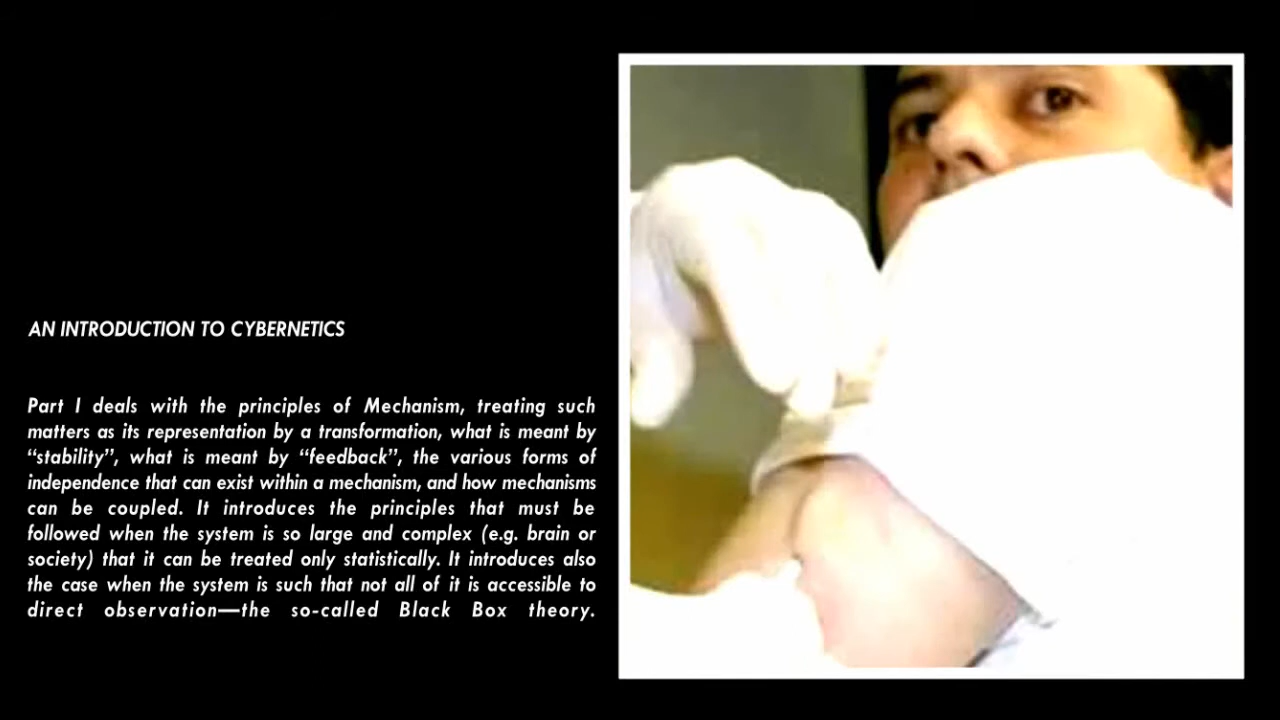 AN INTRODUCTION TO CYBERNETICS
Part I deals with the principles of Mechanism, treating such
matters as its representation by a transformation, what is meant by
“stability”, what is meant by “feedback”, the various forms of
independence that can exist within a mechanism, and how mechanisms
can be coupled. It introduces the principles that must be
followed when the system is so large and complex (e.g. brain or
society) that it can be treated only statistically. It introduces also
the case when the system is such that not all of it is accessible to
direct observation—the so-called Black Box theory.